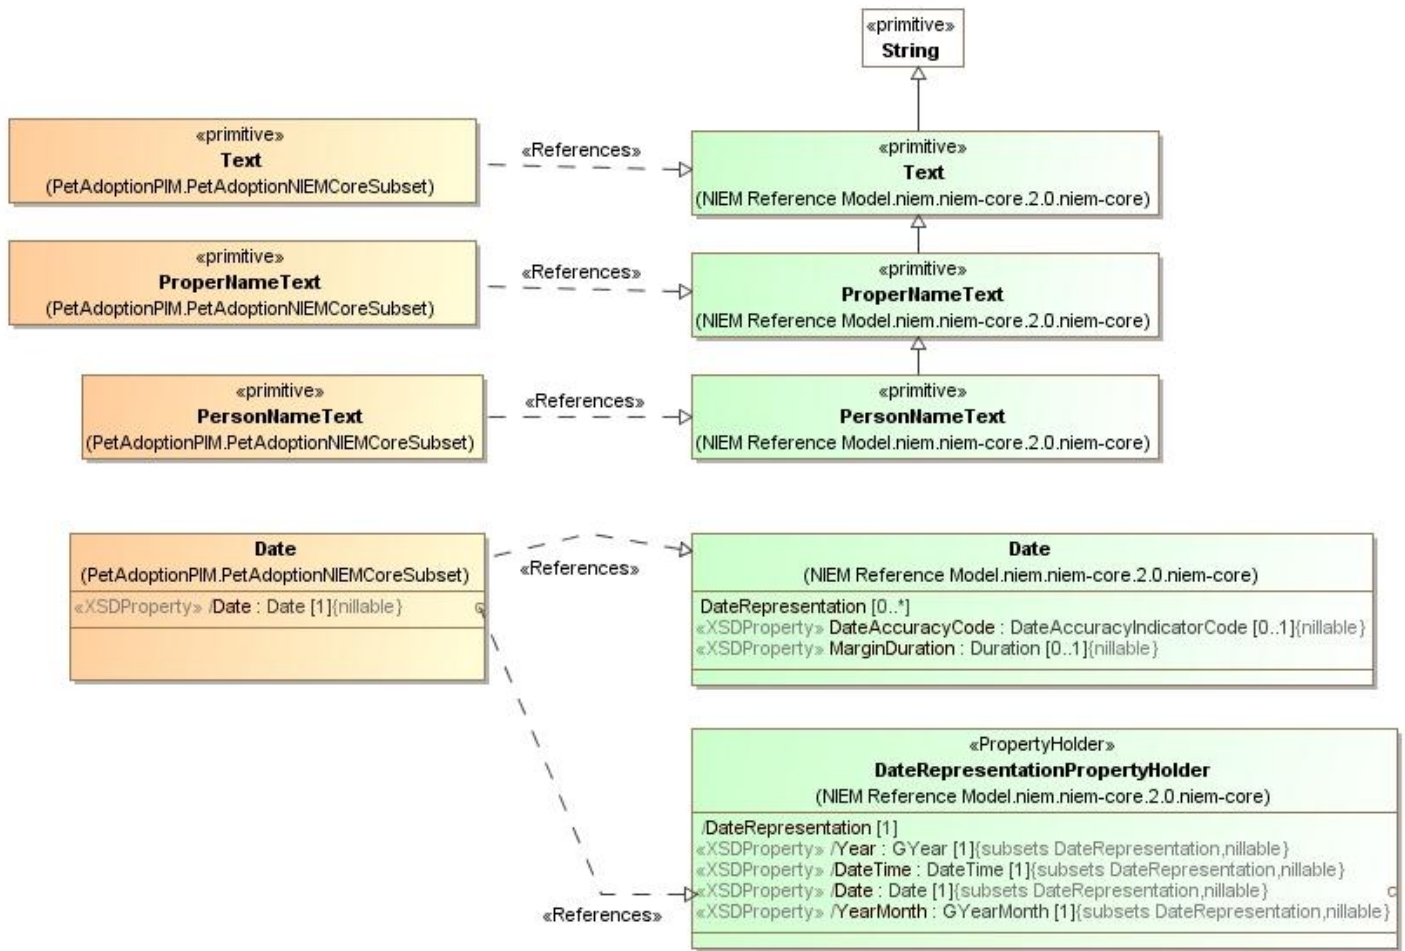 «primitive»
String
«primitive»
Text
(PetAdoptionPIM.PetAdoptionNIEMCoreSubset)
«References»
«primitive»
Text
(NIEM Reference Model.niem.niem-core.2.0.niem-core)
«primitive»
ProperNameText
(PetAdoptionPIM.PetAdoptionNIEMCoreSubset)
«References»
«primitive»
ProperNameText
(NIEM Reference Model.niem.niem-core.2.0.niem-core)
«primitive»
PersonNameText
(PetAdoptionPIM.PetAdoptionNIEMCoreSubset)
«References»
«primitive»
PersonNameText
(NIEM Reference Model.niem.niem-core.2.0.niem-core)
Date
(PetAdoptionPIM.PetAdoptionNIEMCoreSubset)
«XSDProperty» /Date : Date [1]{nillable}
«References»
Date
(NIEM Reference Model.niem.niem-core.2.0.niem-core)
DateRepresentation [0..*]
«XSDProperty» DateAccuracyCode : DateAccuracyIndicatorCode [0..1]{nillable}
«XSDProperty» MarginDuration : Duration [0..1]{nillable}
«References»
«PropertyHolder»
DateRepresentationPropertyHolder
(NIEM Reference Model.niem.niem-core.2.0.niem-core)
/DateRepresentation [1]
«XSDProperty» /Year : GYear [1]{subsets DateRepresentation,nillable}
«XSDProperty» /DateTime : DateTime [1]{subsets DateRepresentation,nillable}
«XSDProperty» /Date : Date [1]{subsets DateRepresentation,nillable}
«XSDProperty» /YearMonth : GYearMonth [1]{subsets DateRepresentation,nillable}